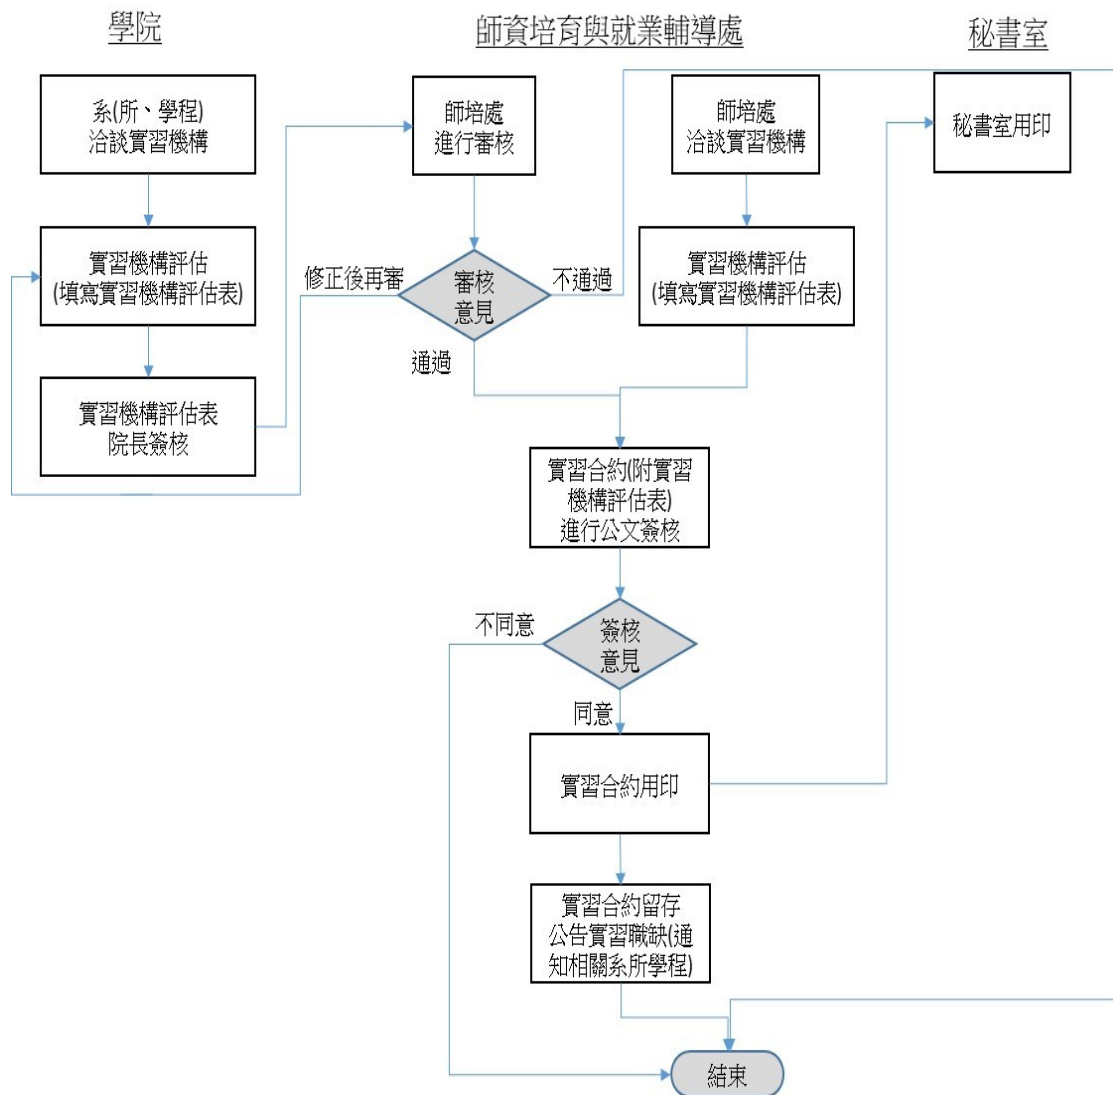 學院
師資培育與就業輔導處
秘書室
系(所、學程)
洽談實習機構
師培處
進行審核
師培處
洽談實習機構
秘書室用印
實習機構評估
(填寫實習機構評估表)
修正後再審
審核
意見
不通過
實習機構評估
(填寫實習機構評估表)
通過
實習機構評估表
院長簽核
實習合約(附實習
機構評估表)
進行公文簽核
不同意
簽核
意見
同意
實習合約用印
實習合約留存
公告實習職缺(通
知相關系所學程)
結束